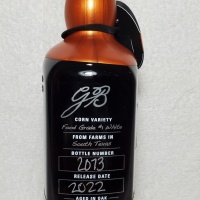 GB
CORN VARIETY
Food Grade #1 White
FROM FARMS IN
South Texas
BOTTLE NUMBER
2073
RELEASE DATE
2022
AGED IN OAK